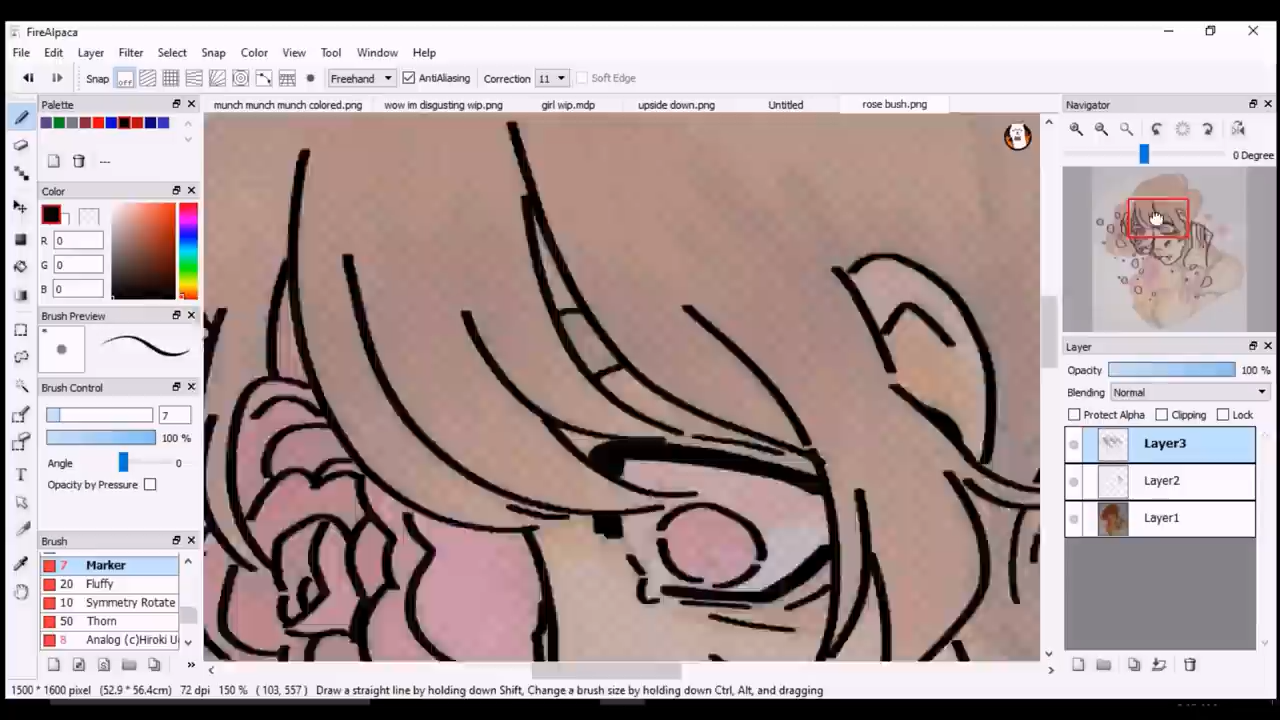 FireAlpaca
File Edit Layer Filter Select Snap Color View Tool Window Help
Snap off Freehand AntiAliasing Correction 11 Soft Edge
Palette
munch munch munch colored.png wow im disgusting wip.png girl wip.mdp upside down.png Untitled rose bush.png
Navigator
0 Degree
---
Color
R 0
G 0
B 0
Brush Preview
Brush Control
7
100 %
Angle 0
Opacity by Pressure
Brush
7 Marker
20 Fluffy
10 Symmetry Rotate
50 Thorn
8 Analog (c)Hiroki U
Layer
Opacity 100 %
Blending Normal
Protect Alpha Clipping Lock
Layer3
Layer2
Layer1
1500 * 1600 pixel (52.9 * 56.4cm) 72 dpi 150 % ( 103, 557 ) Draw a straight line by holding down Shift, Change a brush size by holding down Ctrl, Alt, and dragging